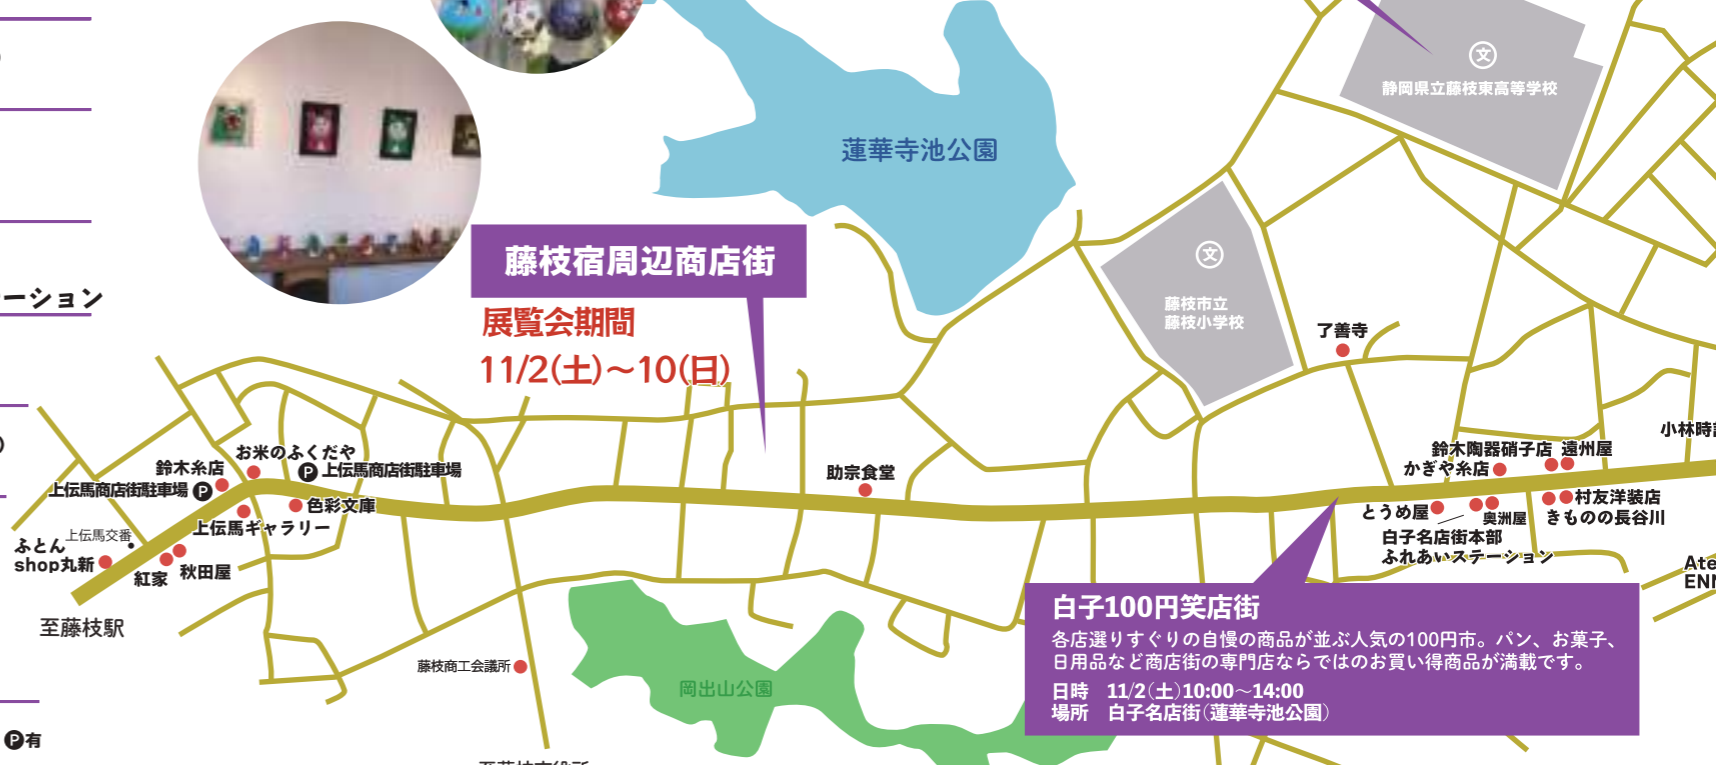 ーション
P有
藤枝宿周辺商店街
展覧会期間
11/2(土)～10(日)
蓮華寺池公園
文
静岡県立藤枝東高等学校
文
藤枝市立
藤枝小学校
了善寺
助宗食堂
お米のふくだや
鈴木糸店
P 上伝馬商店街駐車場
上伝馬商店街駐車場 P
色彩文庫
上伝馬ギャラリー
上伝馬交番
ふとん
shop丸新
紅家
秋田屋
至藤枝駅
藤枝商工会議所
岡出山公園
小林時
鈴木陶器硝子店
遠州屋
かぎや糸店
とうめ屋
奥洲屋
村友洋装店
きものの長谷川
白子名店街本部
ふれあいステーション
Ate
EN
白子100円笑店街
各店選りすぐりの自慢の商品が並ぶ人気の100円市。パン、お菓子、
日用品など商店街の専門店ならではのお買い得商品が満載です。
日時　11/2(土)10:00～14:00
場所　白子名店街(蓮華寺池公園)